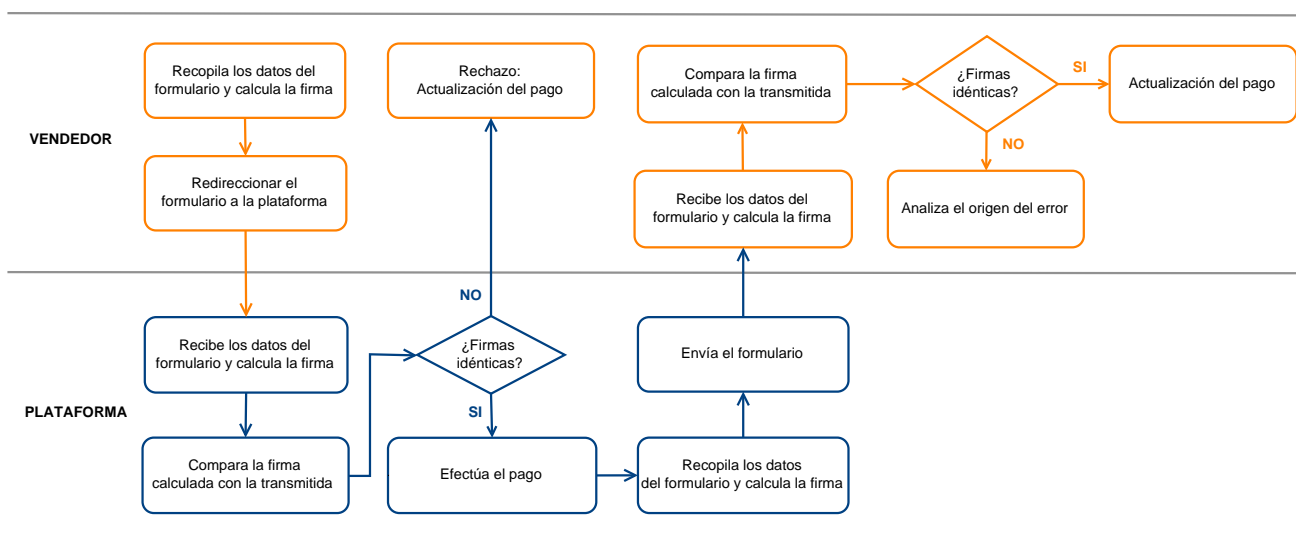 VENDEDOR
Recopila los datos del
formulario y calcula la firma
Redireccionar el
formulario a la plataforma
Rechazo:
Actualización del pago
Compara la firma
calculada con la transmitida
¿Firmas
idénticas?
SI
Actualización del pago
NO
Recibe los datos del
formulario y calcula la firma
Analiza el origen del error
PLATAFORMA
Recibe los datos del
formulario y calcula la firma
Compara la firma
calculada con la transmitida
NO
¿Firmas
idénticas?
SI
Efectúa el pago
Envía el formulario
Recopila los datos
del formulario y calcula la firma